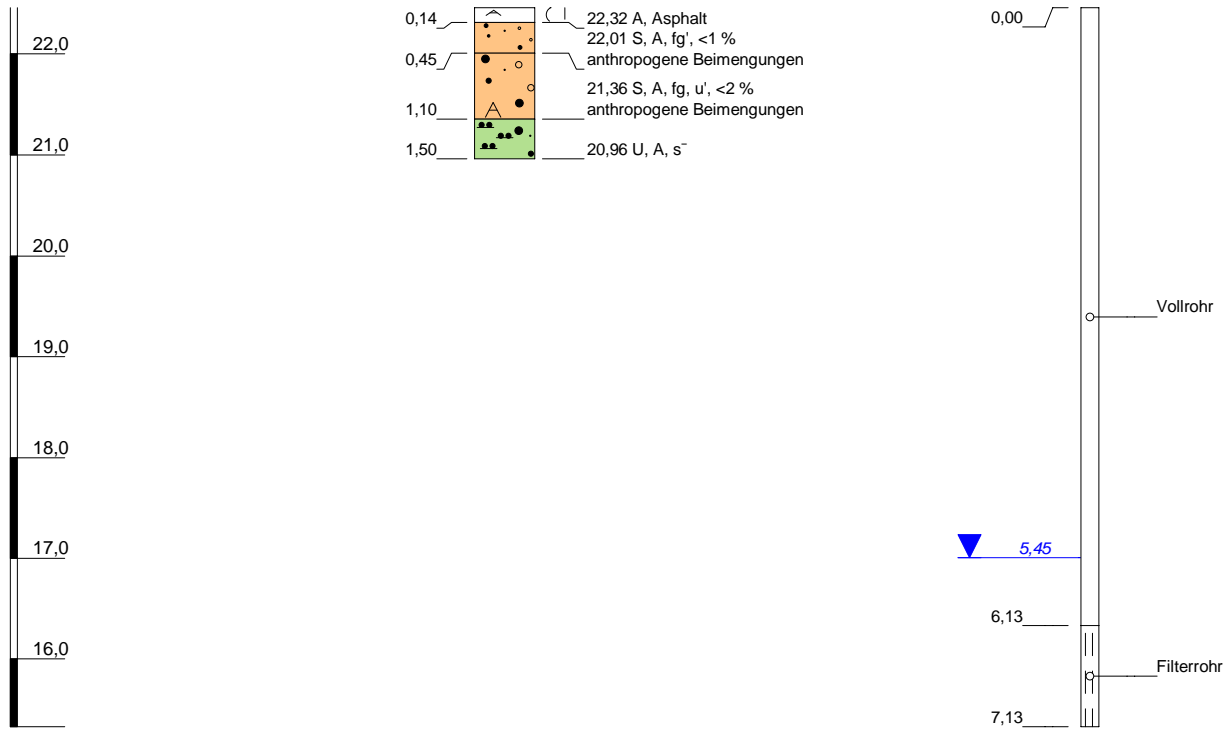 22,0
21,0
20,0
19,0
18,0
17,0
16,0
0,14
0,45
1,10
1,50
22,32 A, Asphalt
22,01 S, A, fg', <1 %
anthropogene Beimengungen
21,36 S, A, fg, u', <2 %
anthropogene Beimengungen
20,96 U, A, s¯
A
0,00
Vollrohr
5,45
6,13
Filterrohr
7,13